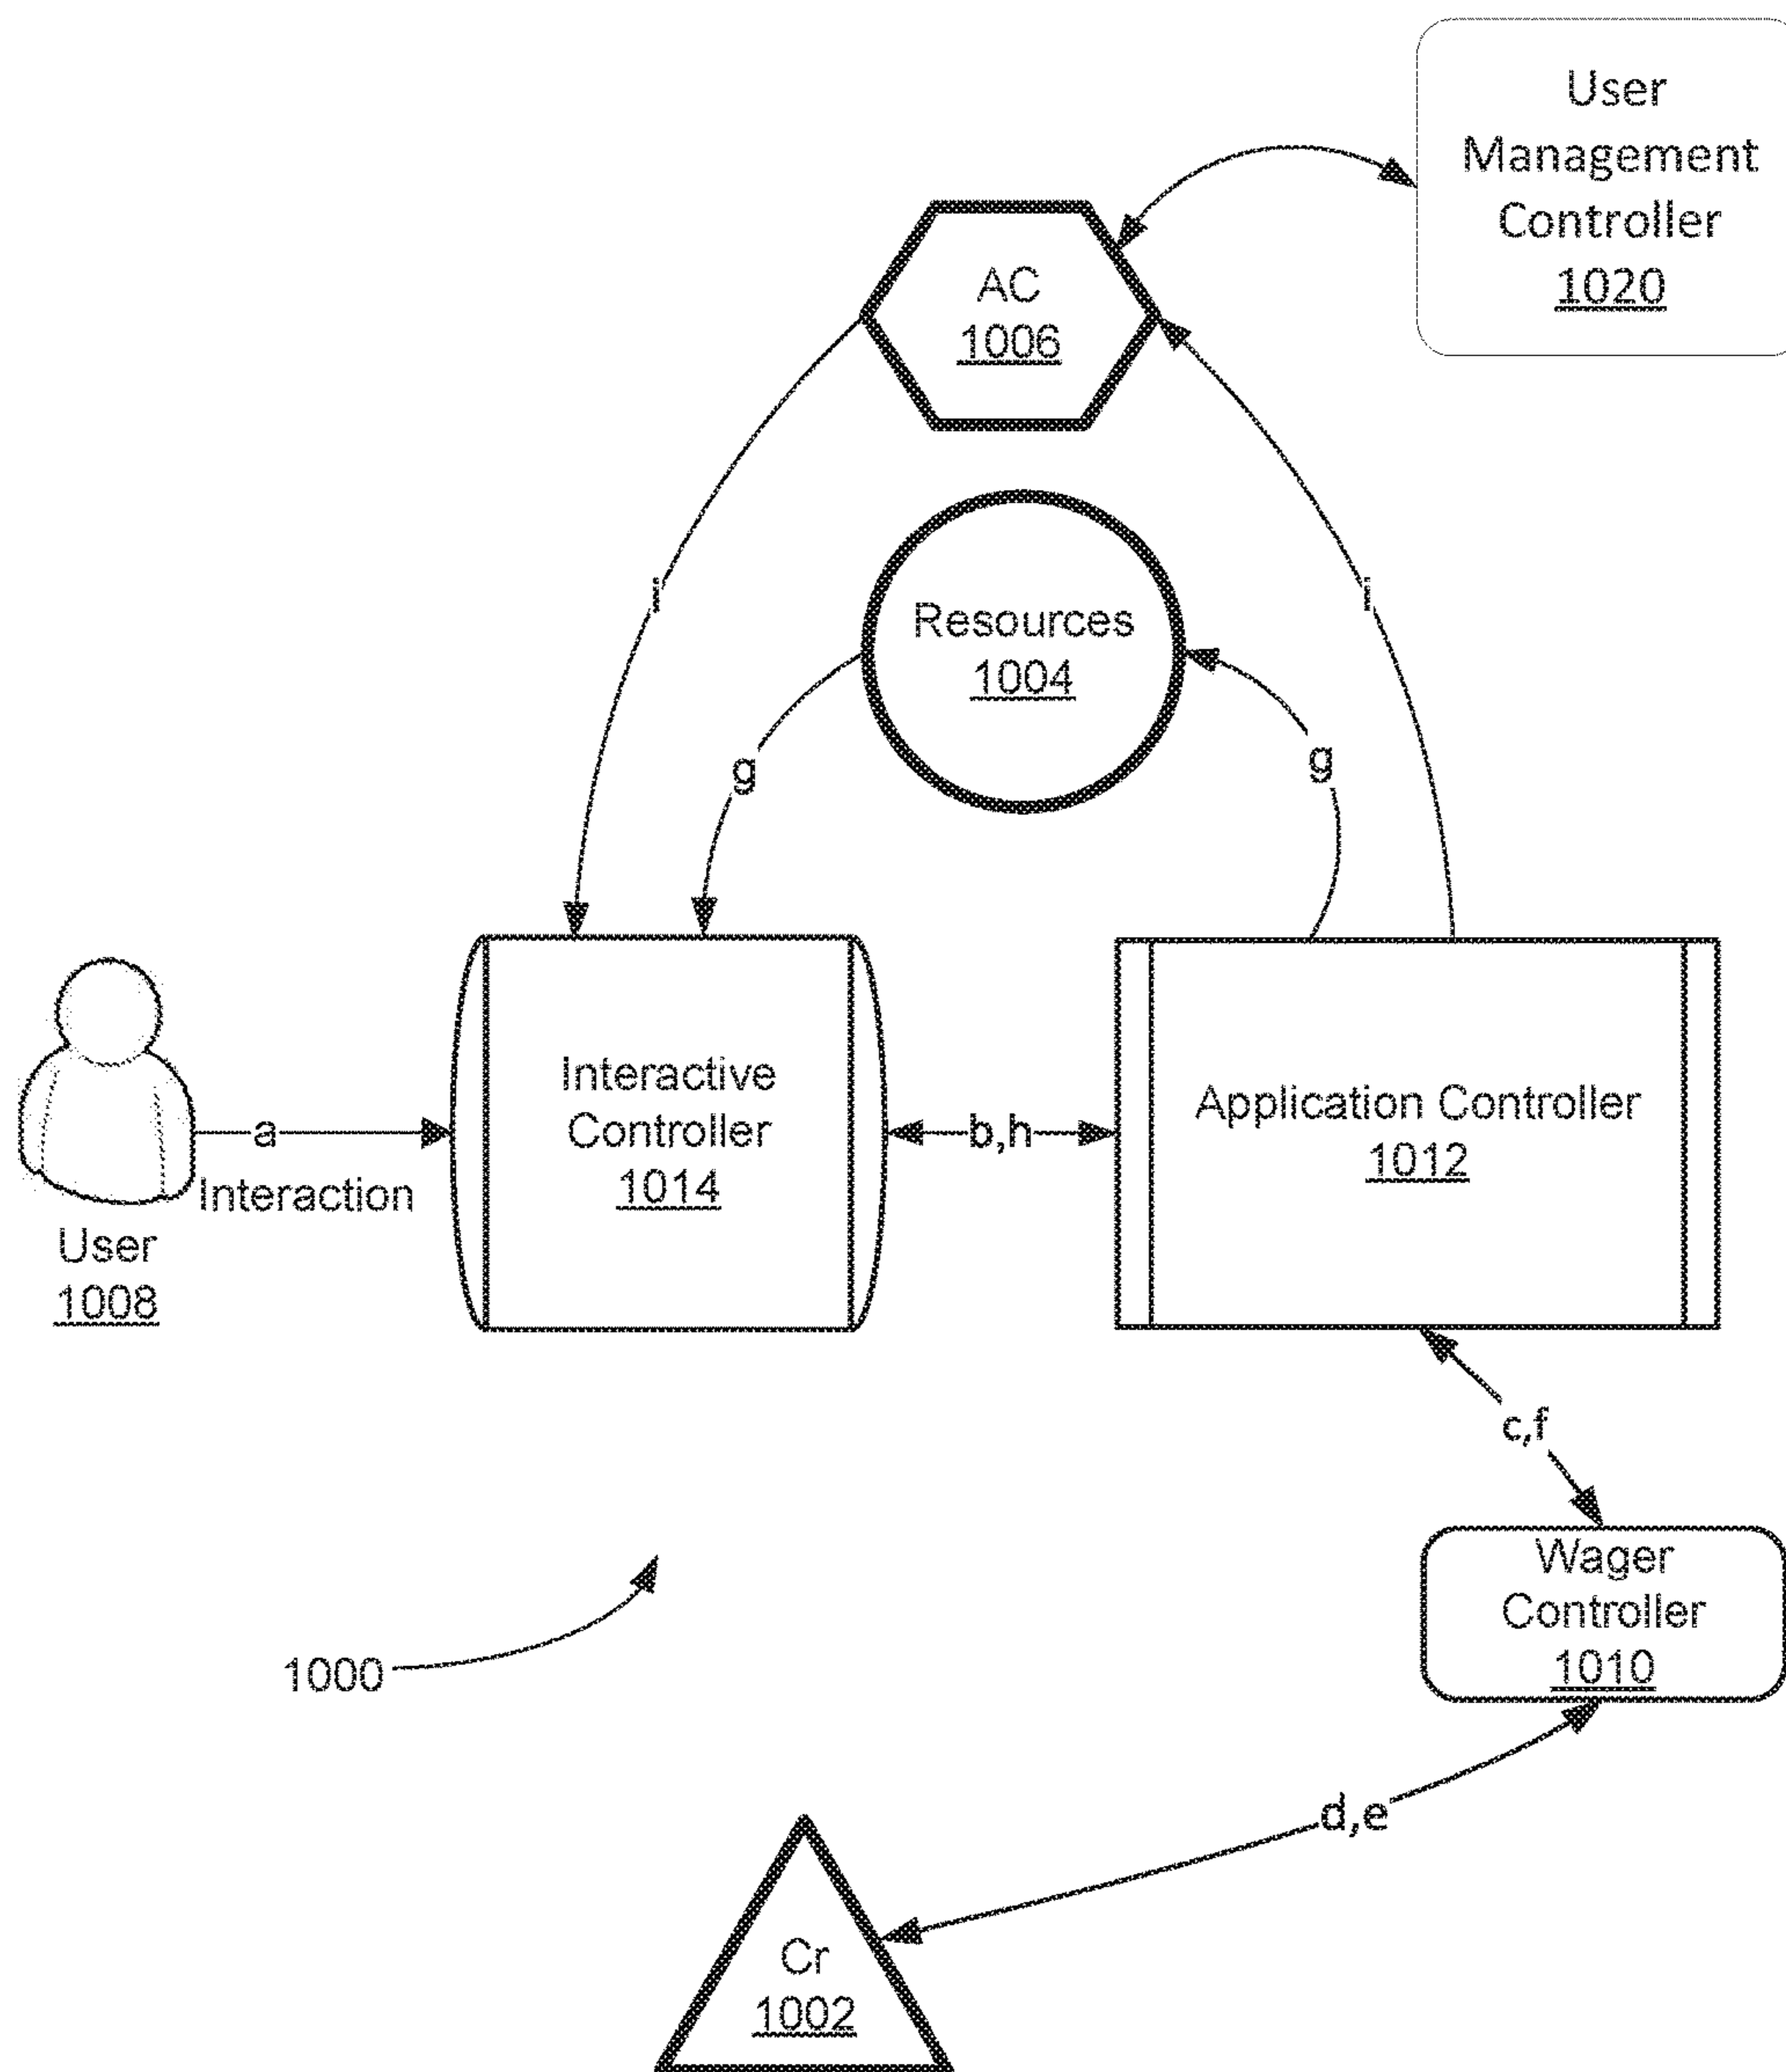 User
Management
Controller
1020
AC
1006
i
i
Resources
1004
g
g
Interactive
Controller
1014
Application Controller
1012
a
Interaction
b,h
User
1008
c,f
Wager
Controller
1010
1000
d,e
Cr
1002